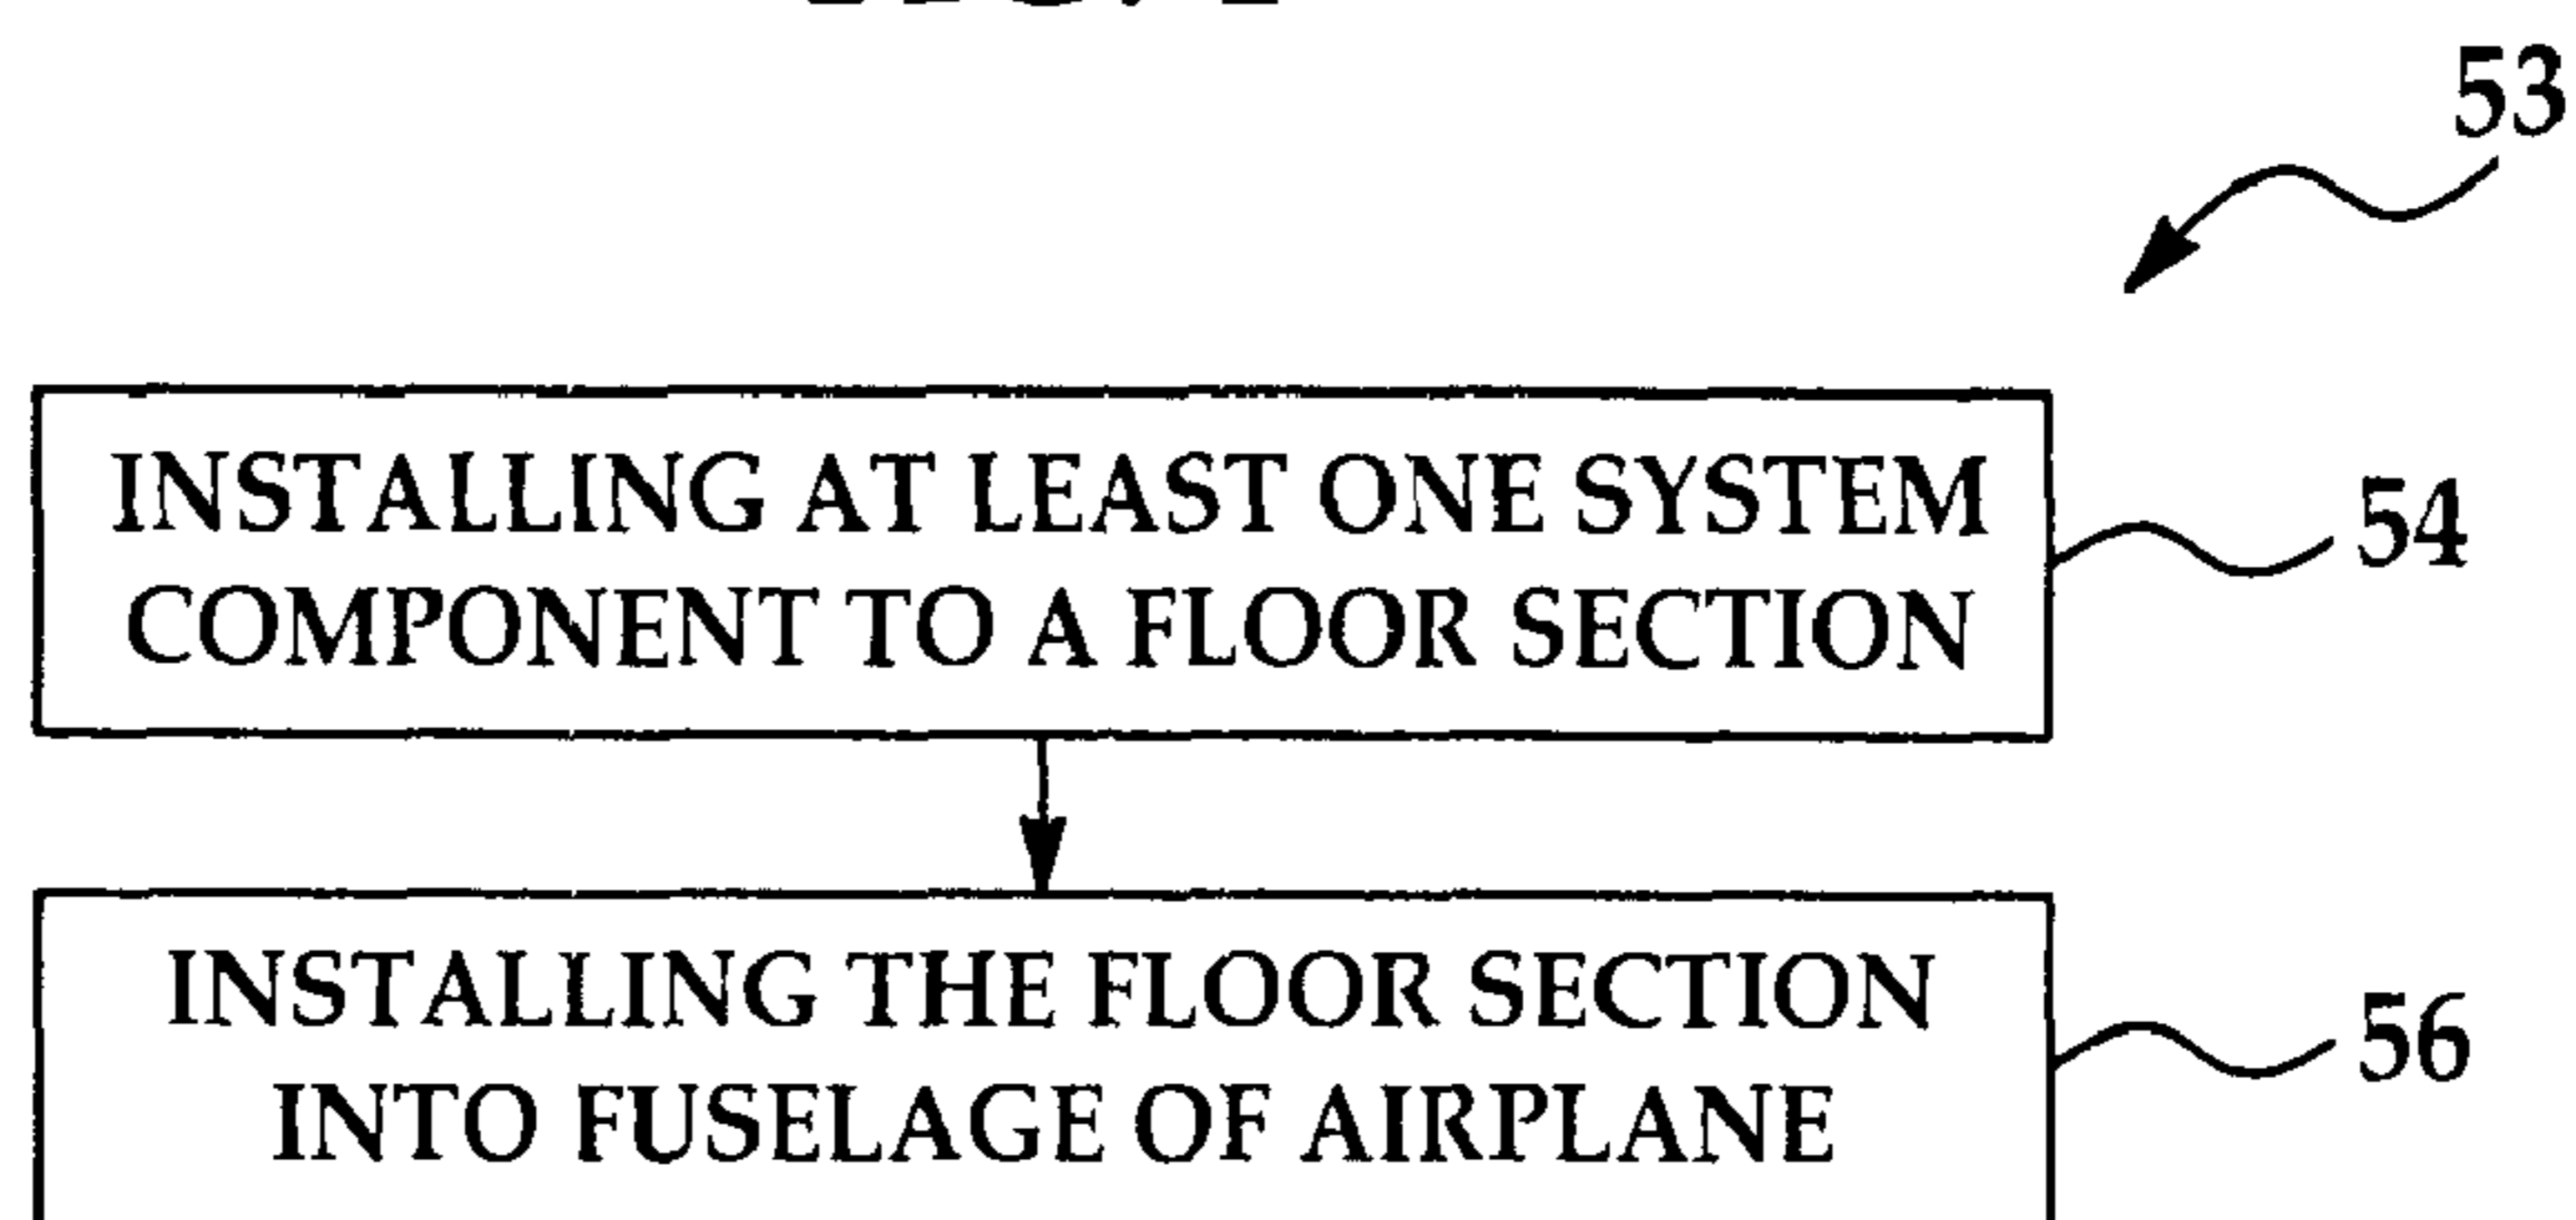 53
INSTALLING AT LEAST ONE SYSTEM
COMPONENT TO A FLOOR SECTION
54
INSTALLING THE FLOOR SECTION
INTO FUSELAGE OF AIRPLANE
56